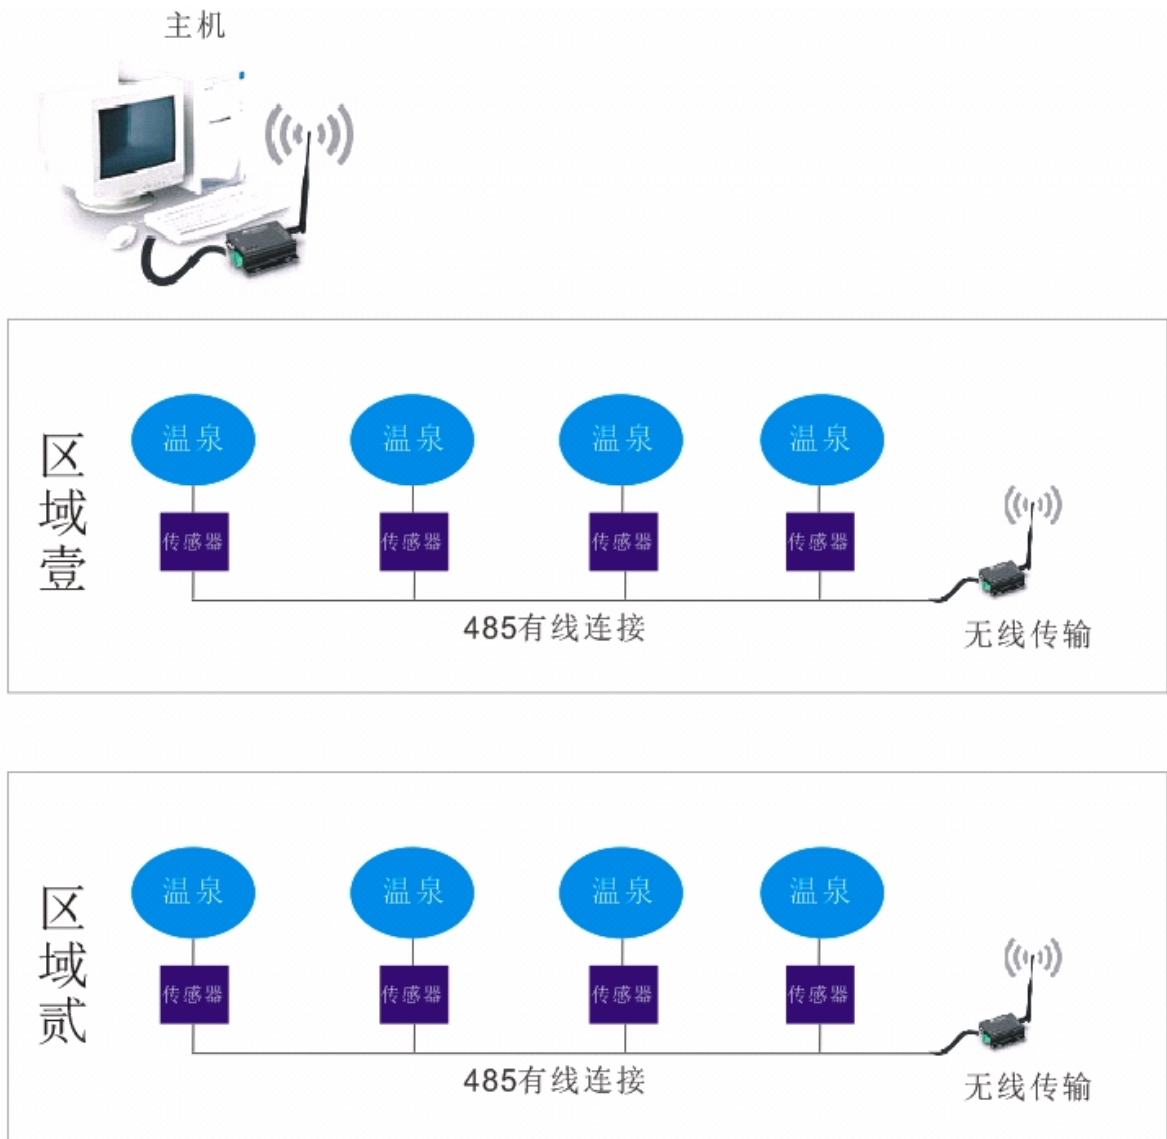 主机
区域壹
温泉
温泉
温泉
温泉
传感器
传感器
传感器
传感器
485有线连接
无线传输
区域贰
温泉
温泉
温泉
温泉
传感器
传感器
传感器
传感器
485有线连接
无线传输